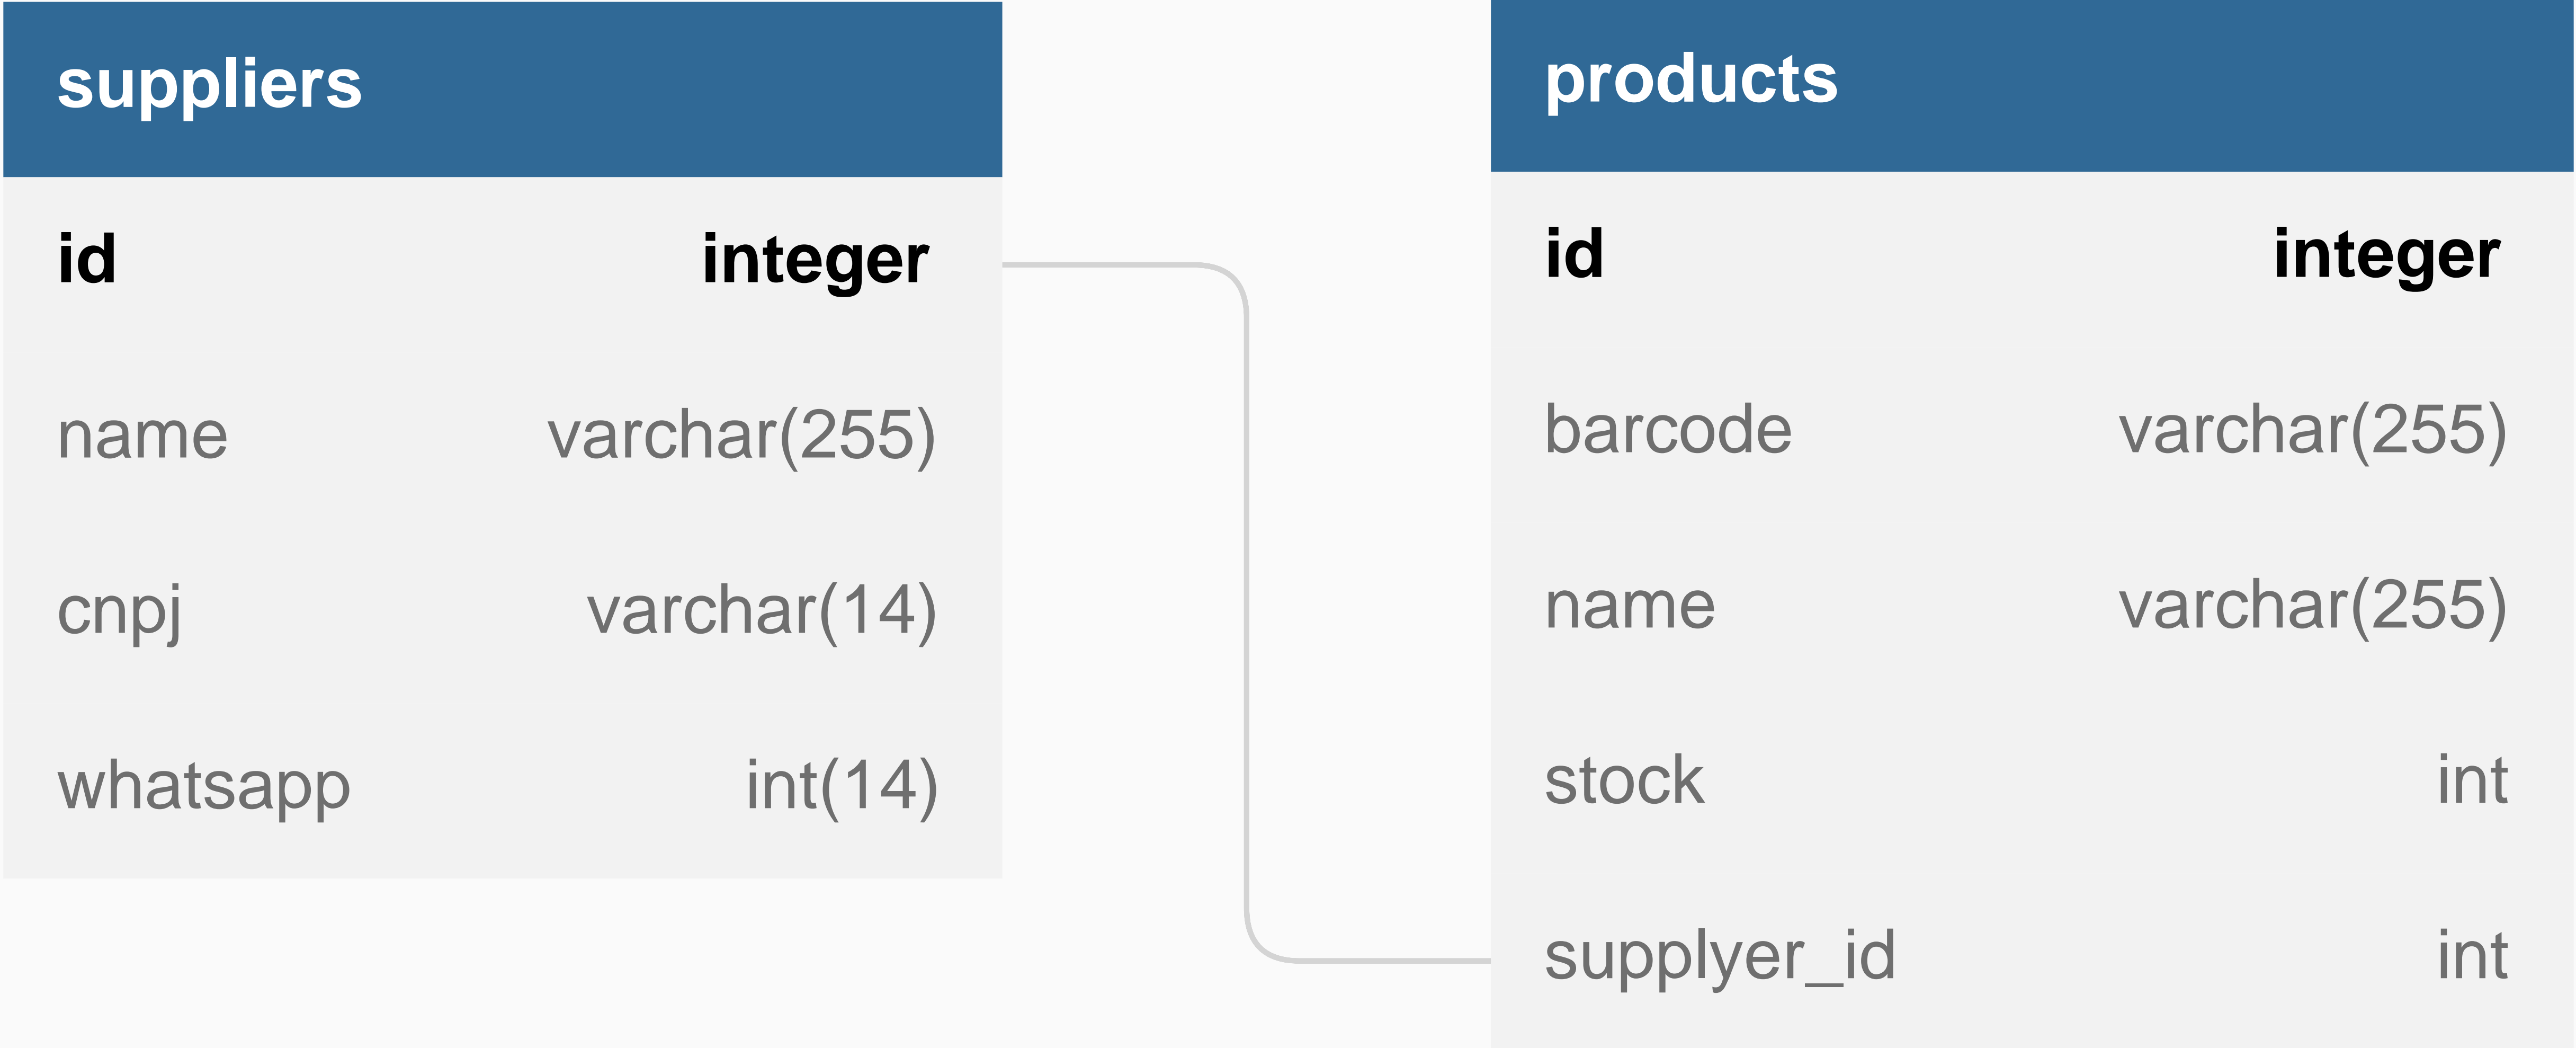 suppliers
id integer
name varchar(255)
cnpj varchar(14)
whatsapp int(14)
products
id integer
barcode varchar(255)
name varchar(255)
stock int
supplyer_id int